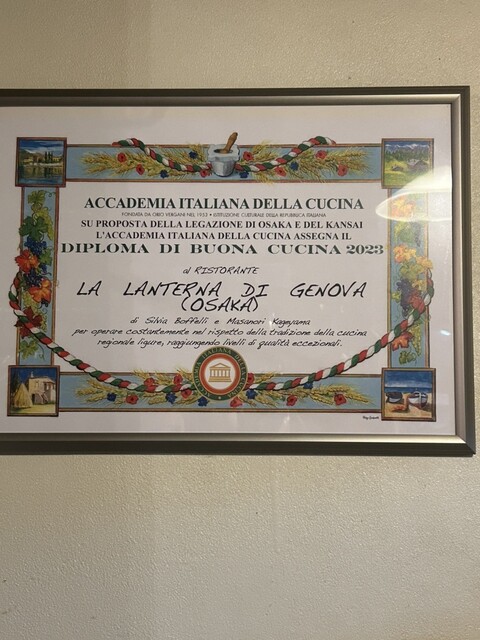 ACCADEMIA ITALIANA DELLA CUCINA
FONDATA DA ORIO VERGANI NEL 1953 • ISTITUZIONE CULTURALE DELLA REPUBBLICA ITALIANA
SU PROPOSTA DELLA LEGAZIONE DI OSAKA E DEL KANSAI
L'ACCADEMIA ITALIANA DELLA CUCINA ASSEGNA IL
DIPLOMA DI BUONA CUCINA 2023
al RISTORANTE
LA LANTERNA DI GENOVA
(OSAKA)
di Silvia Boffelli e Masanori Kageyama
per operare costantemente nel rispetto della tradizione della cucina
regionale ligure, raggiungendo livelli di qualità eccezionali.